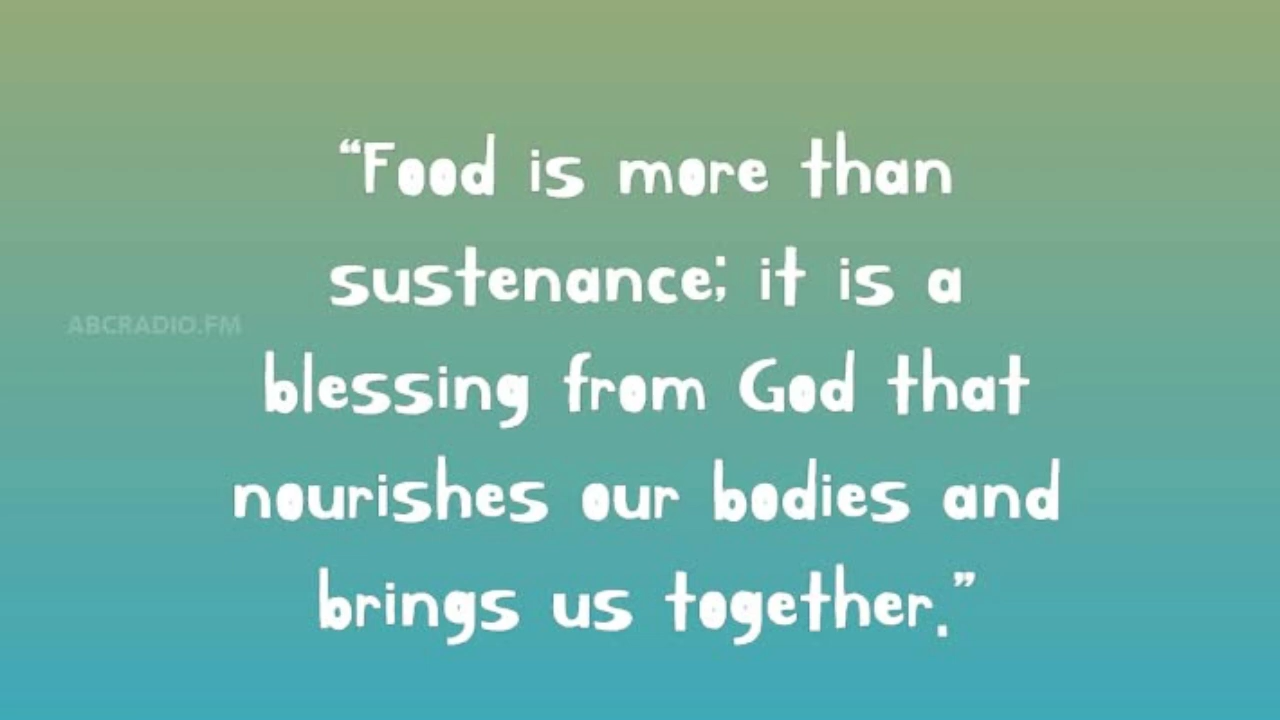 “Food is more than
sustenance; it is a
ABCRADIO.FM
blessing from God that
nourishes our bodies and
brings us together.”